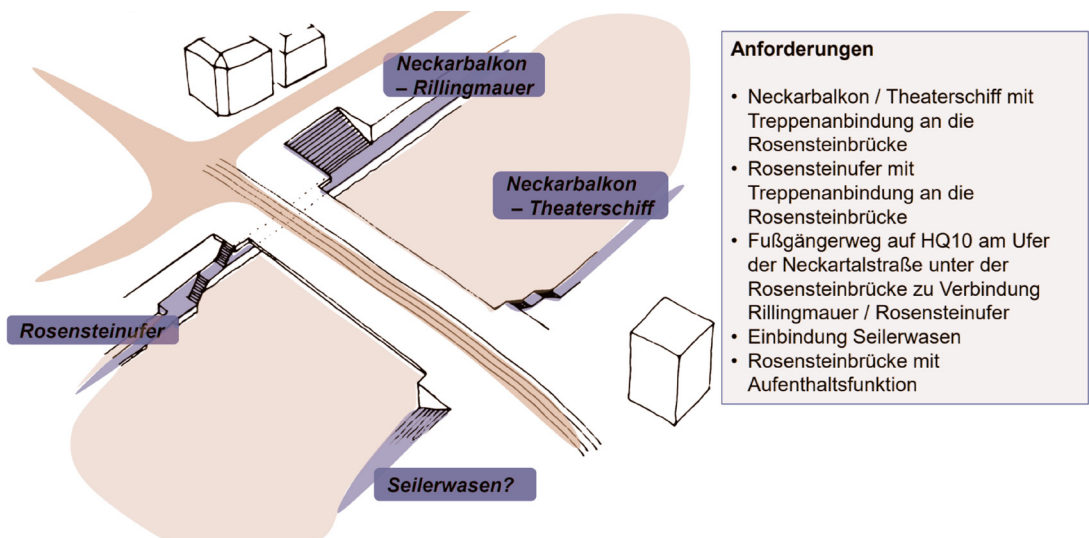 Neckarbalkon
– Rillingmauer
Neckarbalkon
– Theaterschiff
Rosensteinufer
Seilerwasen?
Anforderungen
• Neckarbalkon / Theaterschiff mit
Treppenanbindung an die
Rosensteinbrücke
• Rosensteinufer mit
Treppenanbindung an die
Rosensteinbrücke
• Fußgängerweg auf HQ10 am Ufer
der Neckartalstraße unter der
Rosensteinbrücke zu Verbindung
Rillingmauer / Rosensteinufer
• Einbindung Seilerwasen
• Rosensteinbrücke mit
Aufenthaltsfunktion